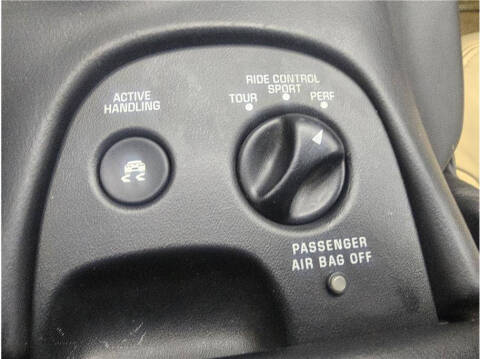 ACTIVE
HANDLING
RIDE CONTROL
SPORT
TOUR
PERF
PASSENGER
AIR BAG OFF